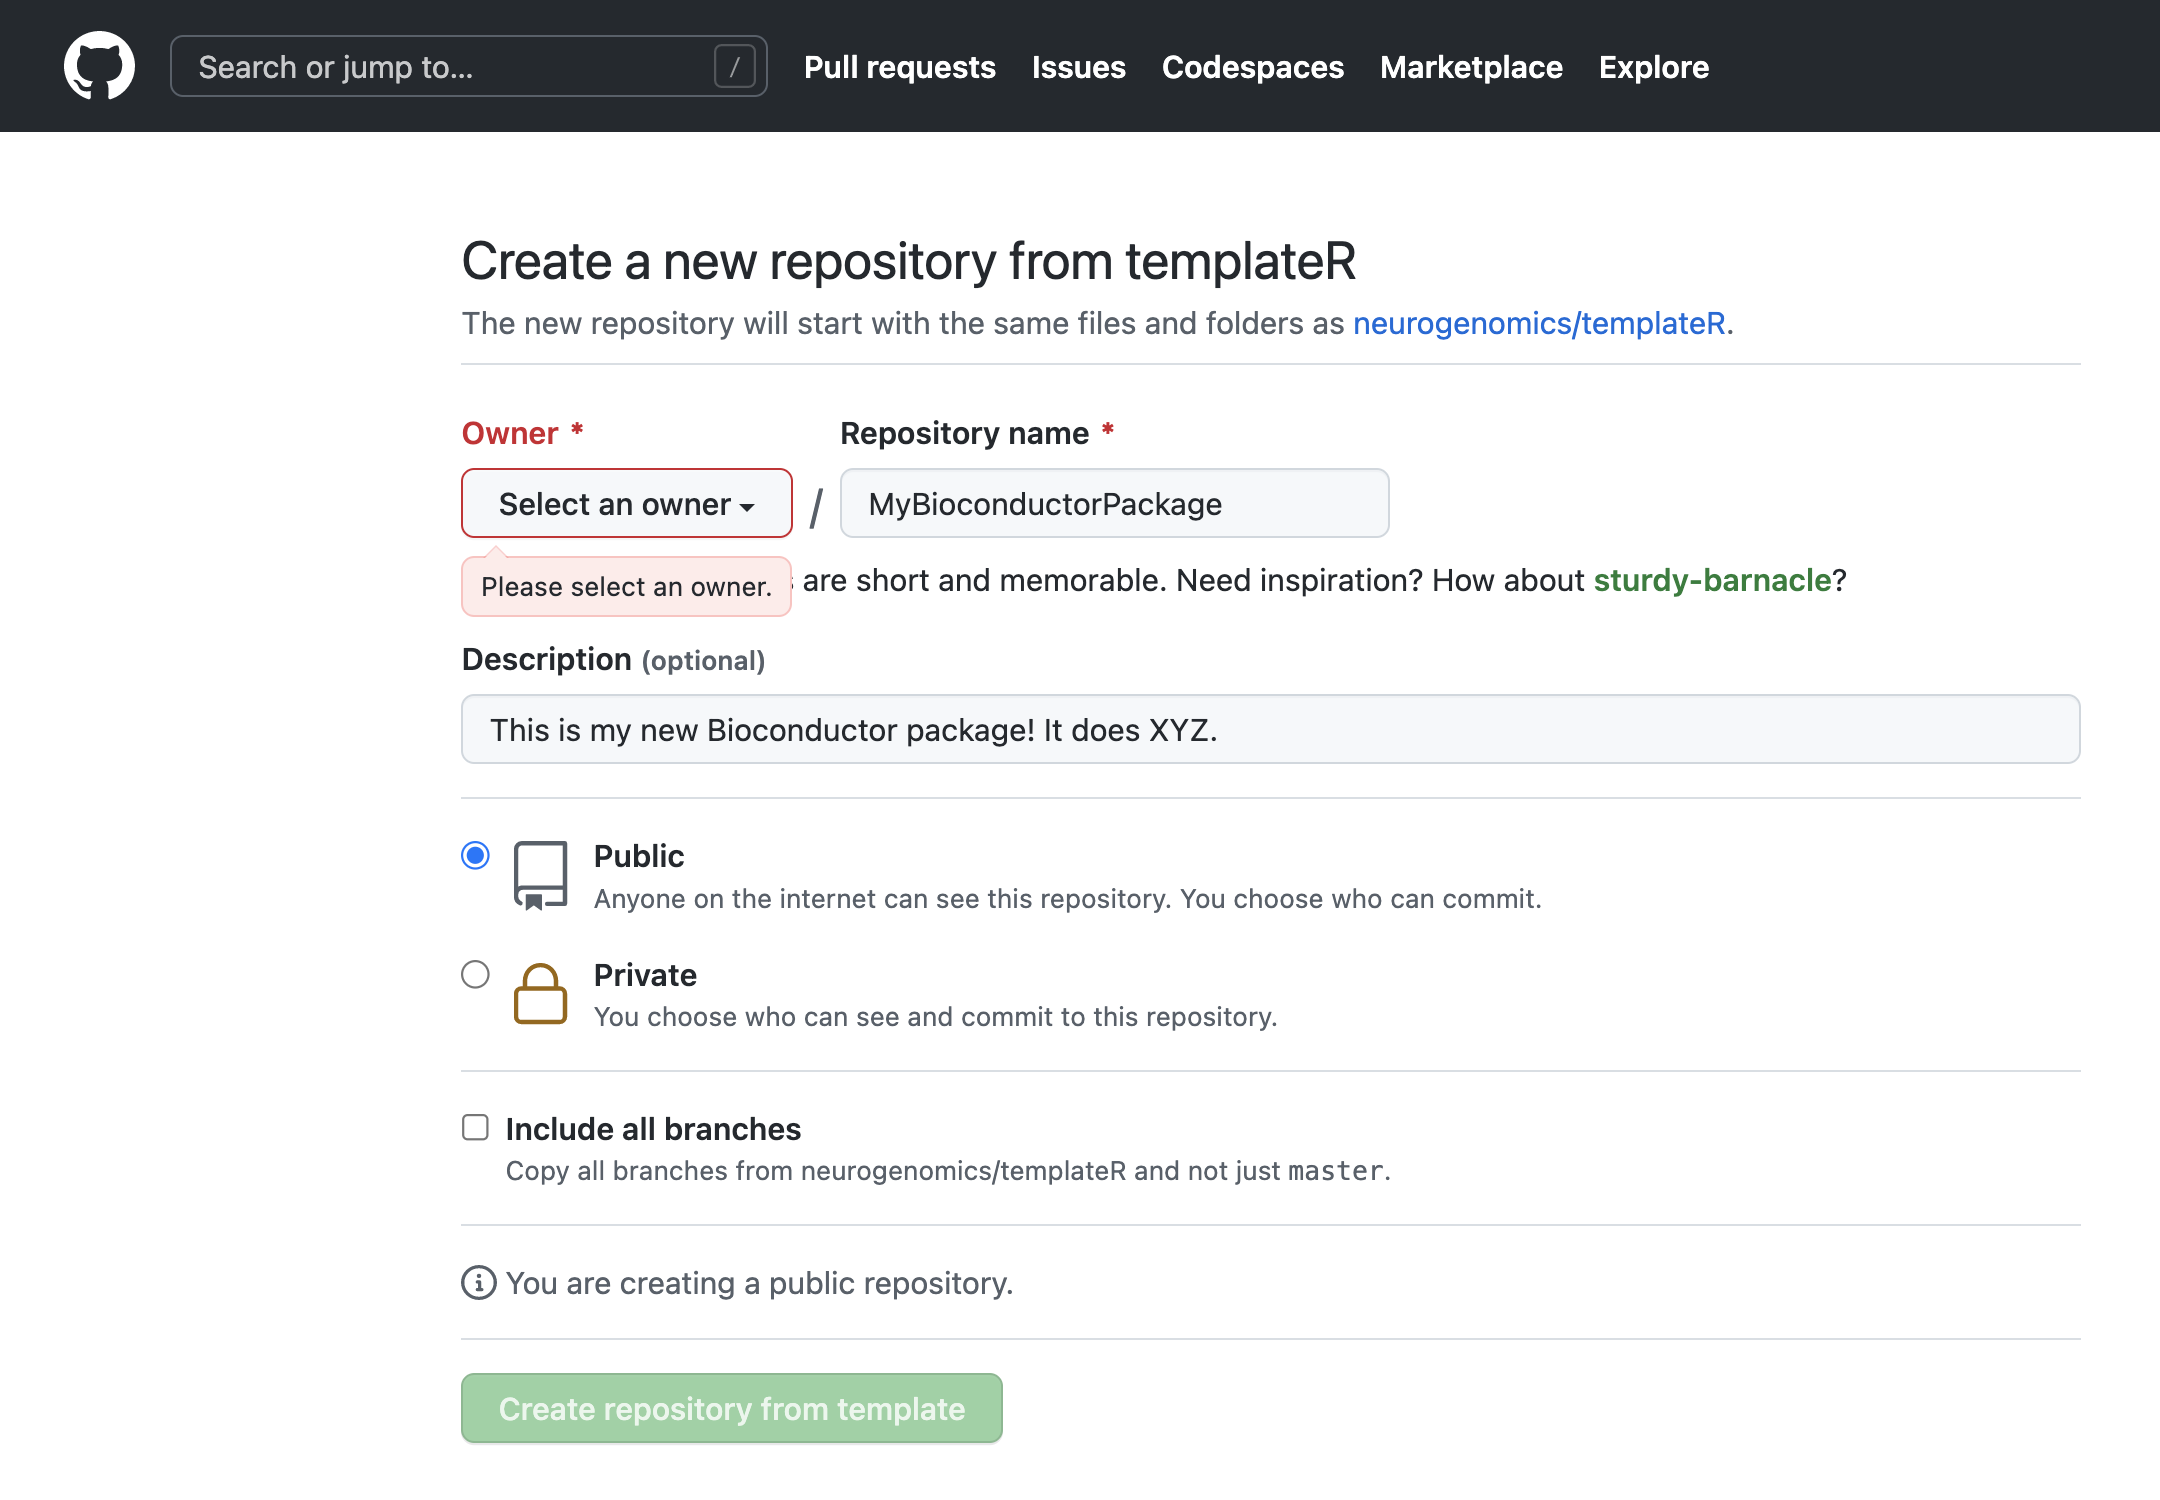 Search or jump to... / Pull requests Issues Codespaces Marketplace Explore
Create a new repository from templateR
The new repository will start with the same files and folders as neurogenomics/templateR.
Owner * Repository name *
Select an owner / MyBioconductorPackage
Please select an owner. are short and memorable. Need inspiration? How about sturdy-barnacle?
Description (optional)
This is my new Bioconductor package! It does XYZ.
Public
Anyone on the internet can see this repository. You choose who can commit.
Private
You choose who can see and commit to this repository.
Include all branches
Copy all branches from neurogenomics/templateR and not just master.
You are creating a public repository.
Create repository from template